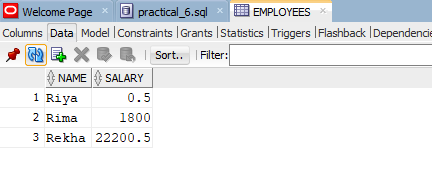 Welcome Page practical_6.sql EMPLOYEES
Columns Data Model Constraints Grants Statistics Triggers Flashback Dependencie
Sort.. Filter:
NAME SALARY
1 Riya 0.5
2 Rima 1800
3 Rekha 22200.5